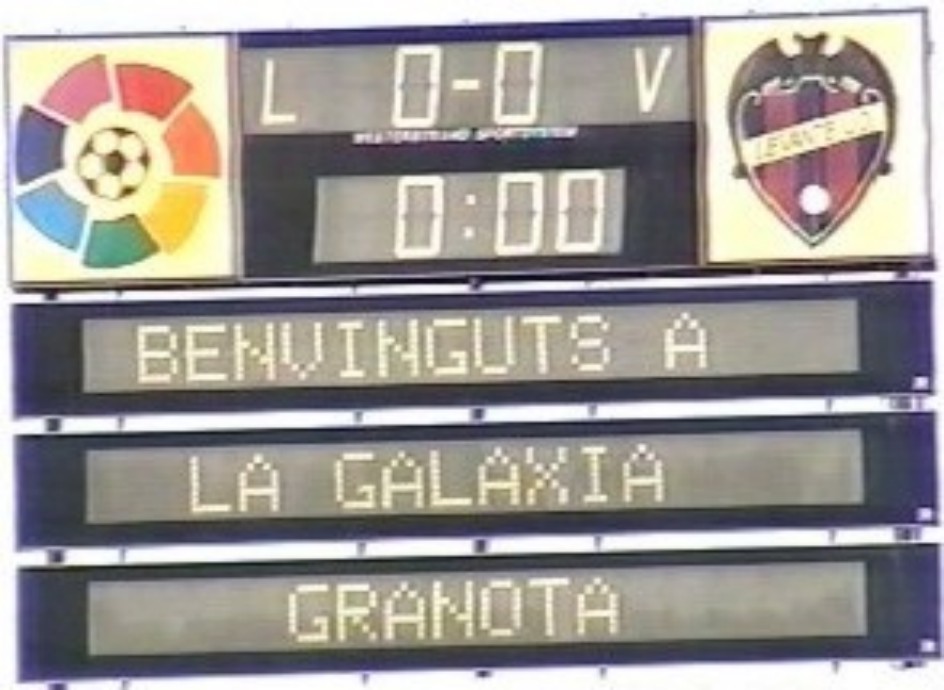 L 0-0 V
0:00
LEVANTE U.D.
BENVINGUTS A
LA GALAXIA
GRANOTA